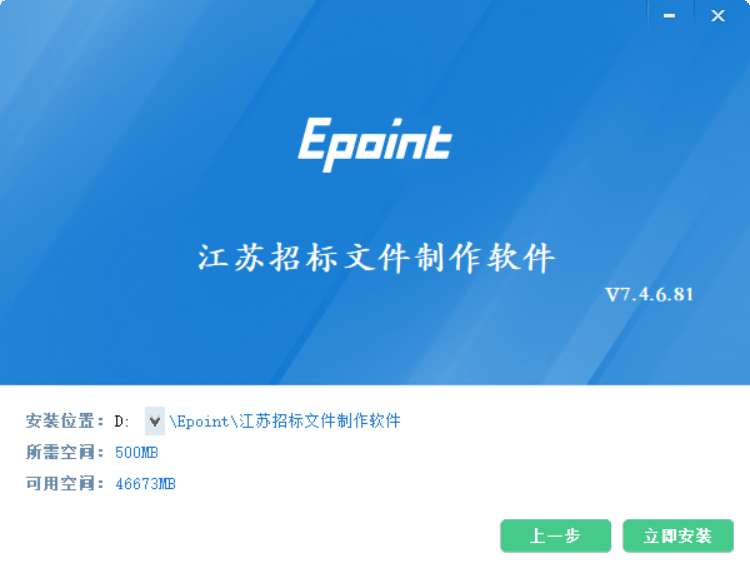 Epoint
江苏招标文件制作软件
V7.4.6.81
安装位置： D: \Epoint\江苏招标文件制作软件
所需空间： 500MB
可用空间： 46673MB
上一步 立即安装